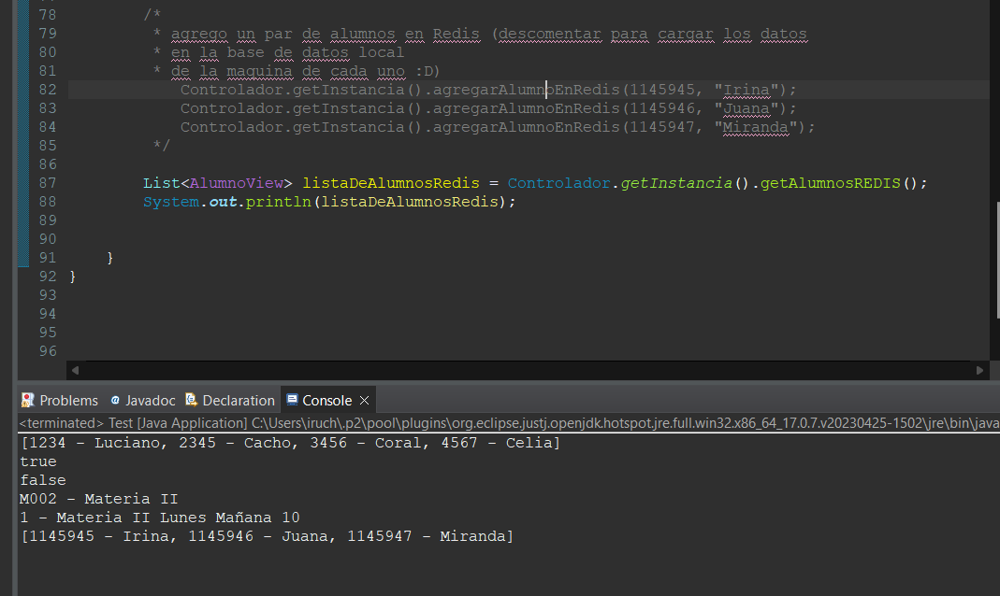 78 /*
79 * agrego un par de alumnos en Redis (descomentar para cargar los datos
80 * en la base de datos local
81 * de la maquina de cada uno :D)
82 Controlador.getInstancia().agregarAlumnoEnRedis(1145945, "Irina");
83 Controlador.getInstancia().agregarAlumnoEnRedis(1145946, "Juana");
84 Controlador.getInstancia().agregarAlumnoEnRedis(1145947, "Miranda");
85 */
86
87 List<AlumnoView> listaDeAlumnosRedis = Controlador.getInstancia().getAlumnosREDIS();
88 System.out.println(listaDeAlumnosRedis);
89
90
91 }
92 }
93
94
95
96
Problems @ Javadoc Declaration Console
<terminated> Test [Java Application] C:\Users\iruch\.p2\pool\plugins\org.eclipse.justj.openjdk.hotspot.jre.full.win32.x86_64_17.0.7.v20230425-1502\jre\bin\java
[1234 - Luciano, 2345 - Cacho, 3456 - Coral, 4567 - Celia]
true
false
M002 - Materia II
1 - Materia II Lunes Mañana 10
[1145945 - Irina, 1145946 - Juana, 1145947 - Miranda]